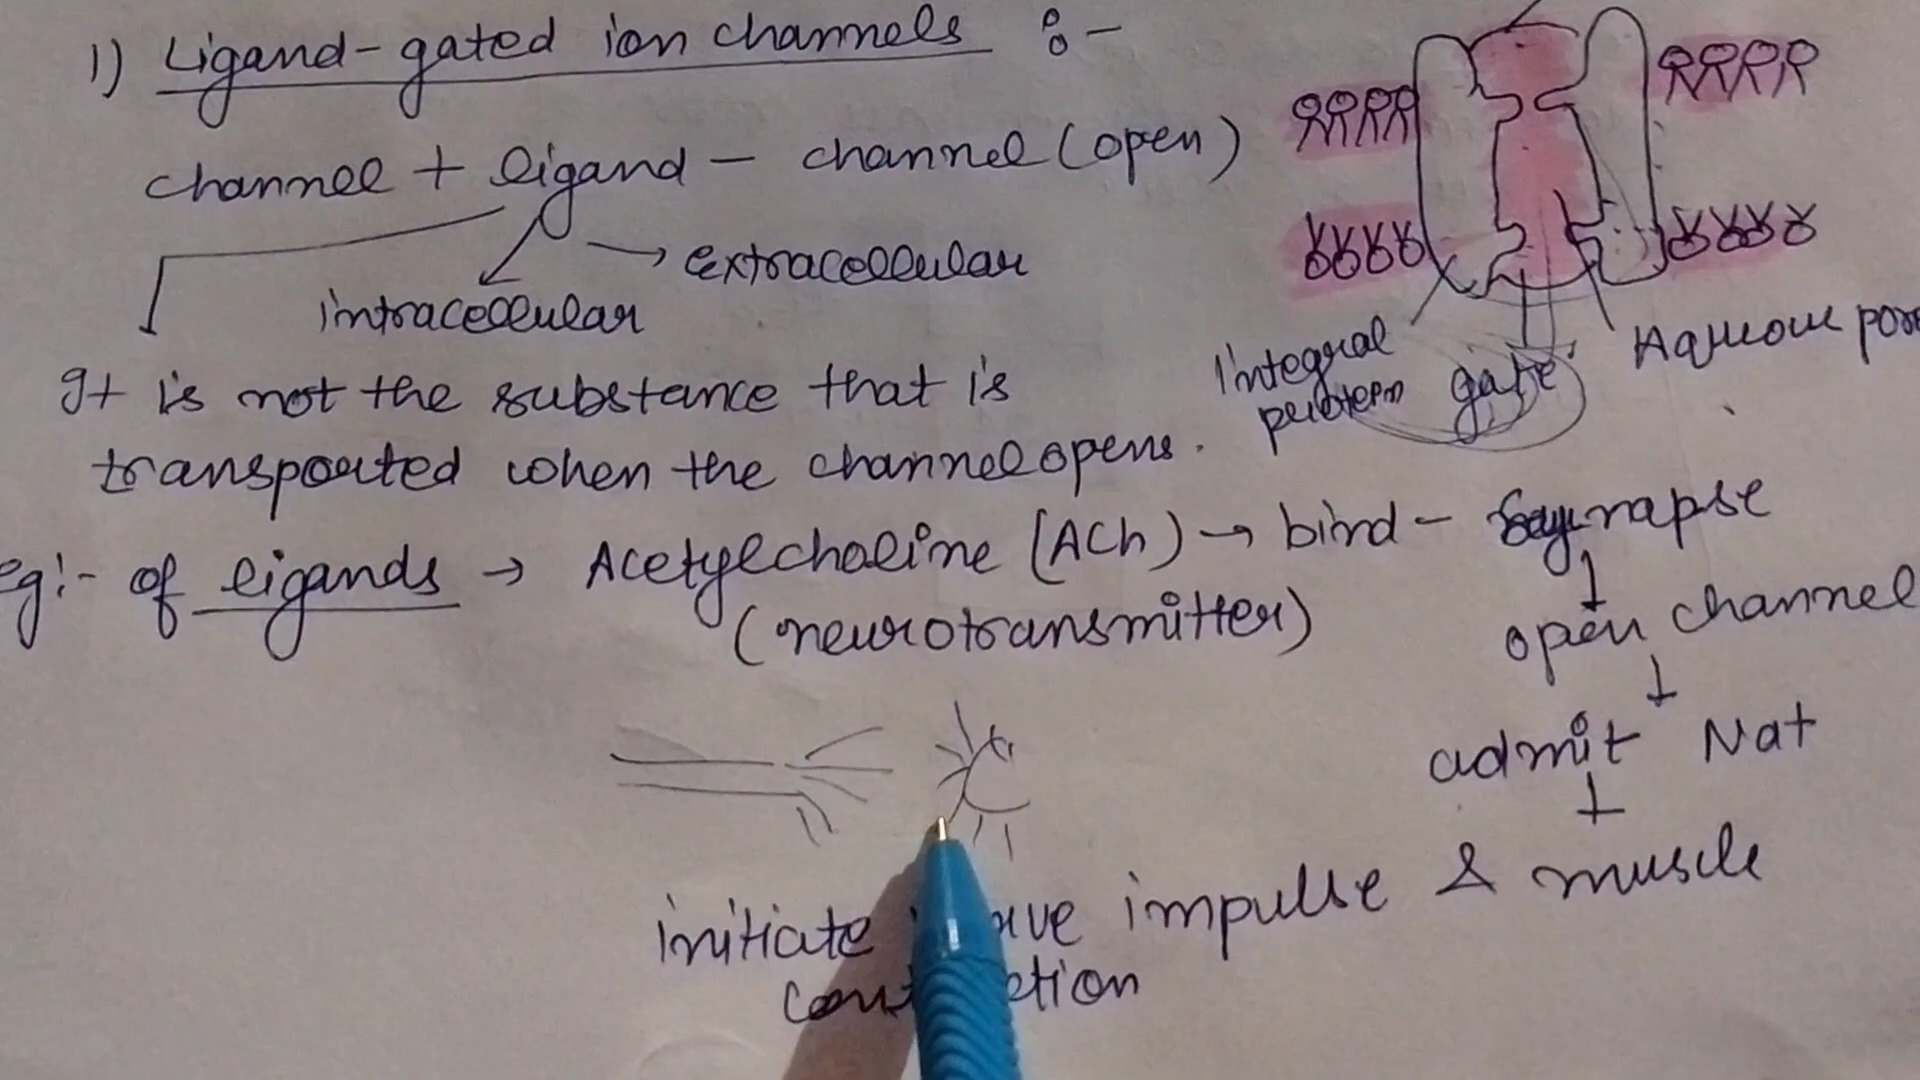 1) Ligand-gated ion channels :-
channel + ligand - channel (open)
extracellular
intracellular
It is not the substance that is
transported when the channel opens.
Integral
gate
Aqueous pore
eg:- of ligands → Acetylcholine (ACh) → bind - Synapse
(neurotransmitter)
open channel
admit Na+
initiate impulse & muscle